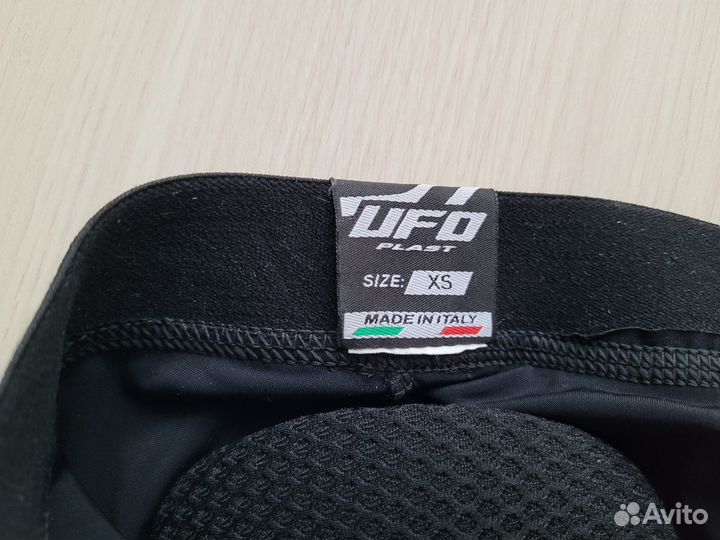 UFO
PLAST
SIZE: XS
MADE IN ITALY
Avito